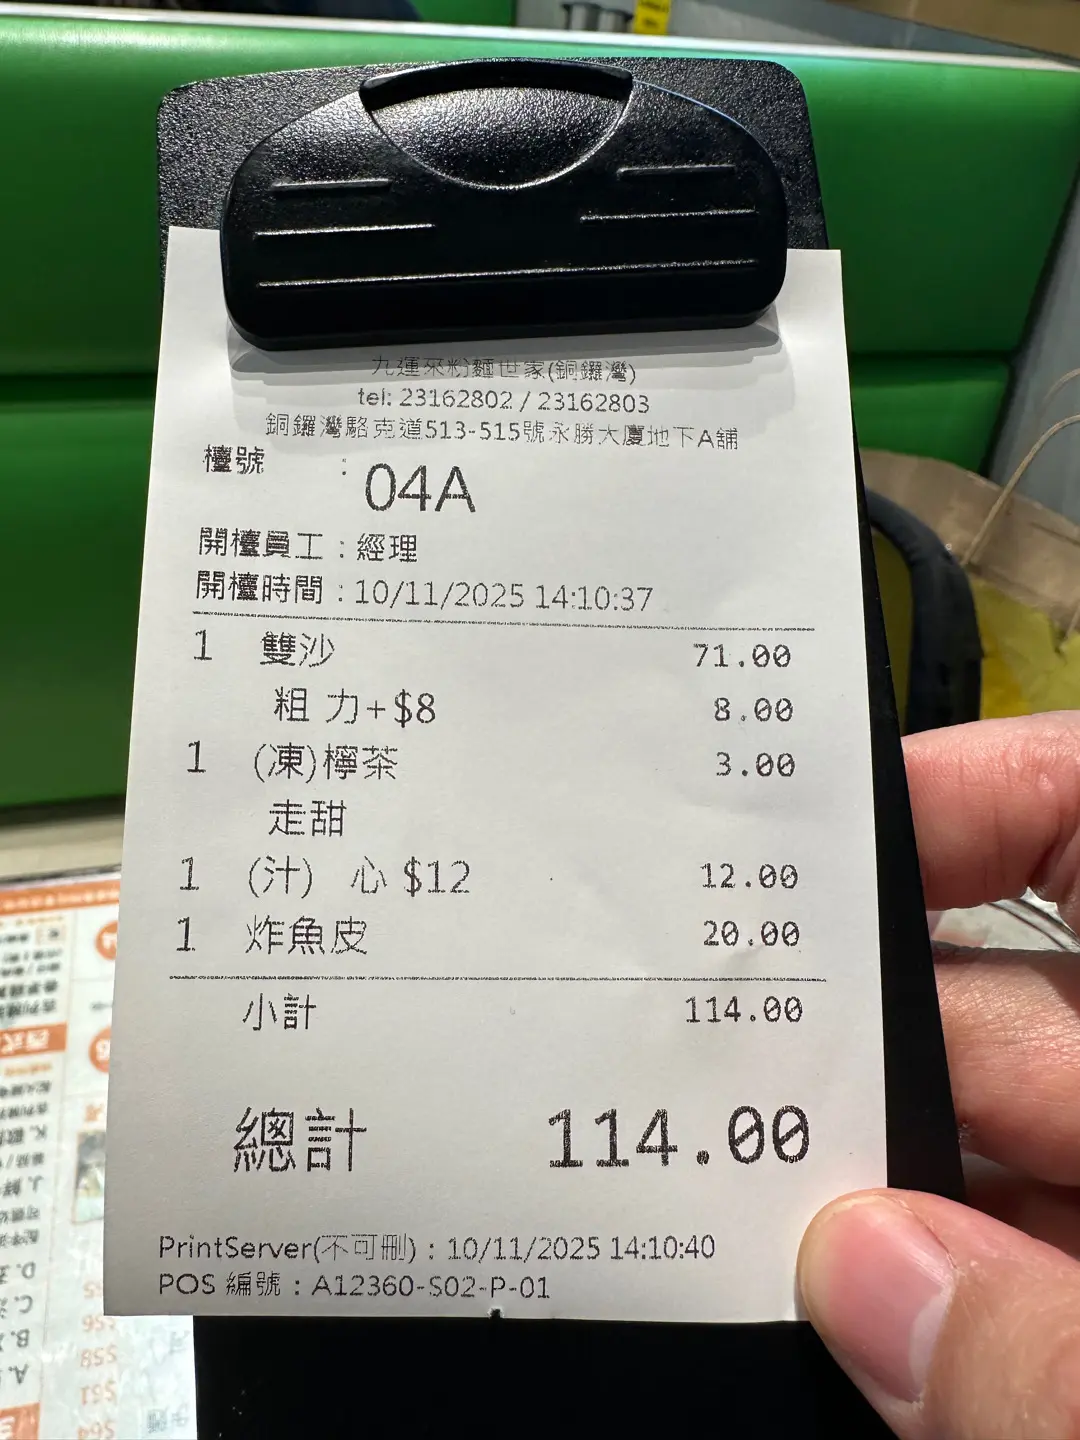 九運來粉麵世家(銅鑼灣)
tel: 23162802 / 23162803
銅鑼灣駱克道513-515號永勝大廈地下A舖
檯號 : 04A
開檯員工 : 經理
開檯時間 : 10/11/2025 14:10:37
1 雙沙 71.00
粗 力+$8 8.00
1 (凍)檸茶 3.00
走甜
1 (汁) 心 $12 12.00
1 炸魚皮 20.00
小計 114.00
總計 114.00
PrintServer(不可刪) : 10/11/2025 14:10:40
POS 編號 : A12360-S02-P-01
D.
C.
B.
A.
J.
K.
$56
$58
$61
$64